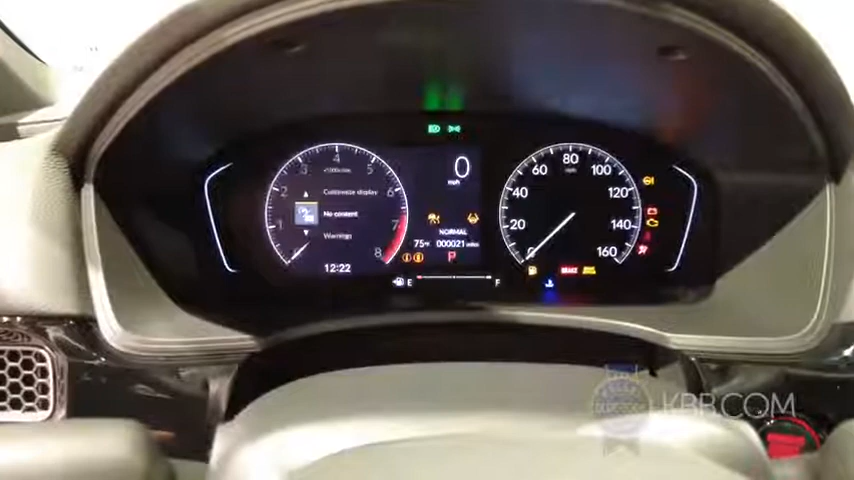 4
3
5
2
6
1
7
8
x1000r/min
Customize display
No content
Warnings
12:22
0
mph
NORMAL
75°F
000021 miles
P
E
F
20
40
60
80
100
120
140
160
mph
BRAKE
KBB.COM